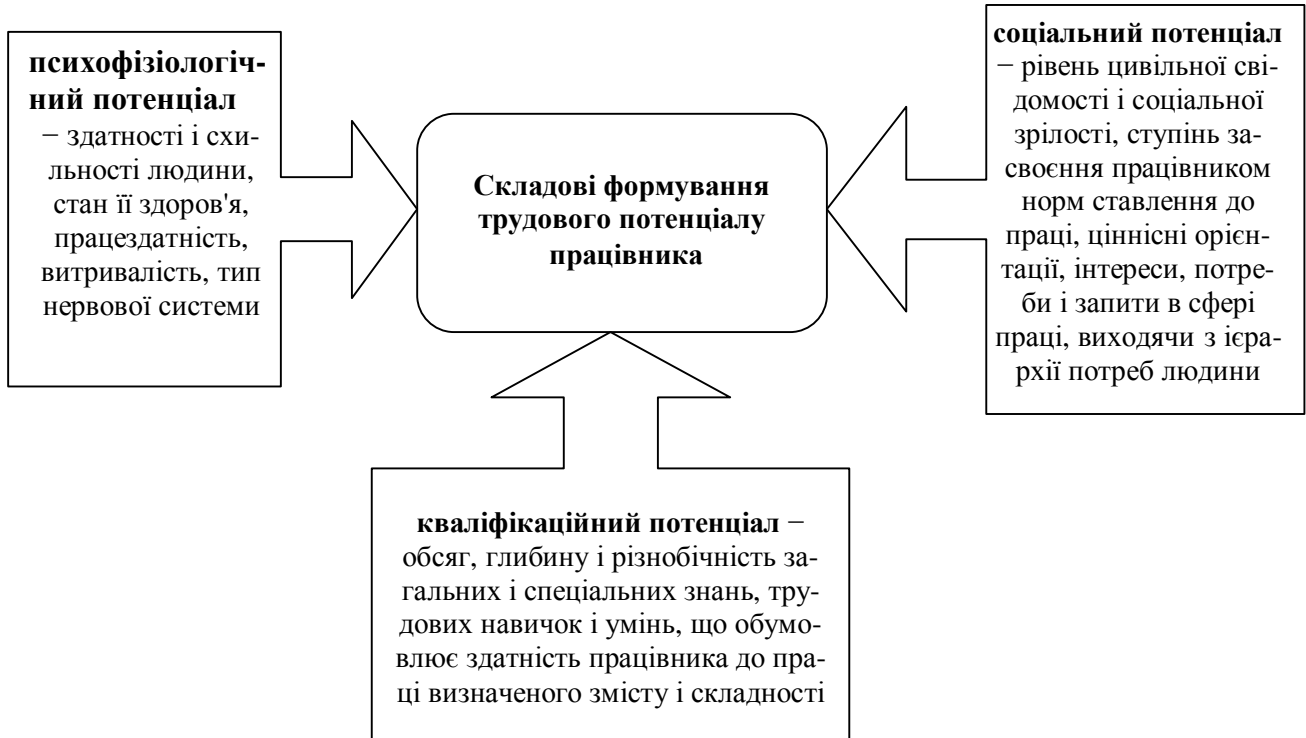 психофізіологіч-
ний потенціал
− здатності і схи-
льності людини,
стан її здоров'я,
працездатність,
витривалість, тип
нервової системи
Складові формування
трудового потенціалу
працівника
соціальний потенціал
− рівень цивільної сві-
домості і соціальної
зрілості, ступінь за-
своєння працівником
норм ставлення до
праці, ціннісні орієн-
тації, інтереси, потре-
би і запити в сфері
праці, виходячи з ієра-
рхії потреб людини
кваліфікаційний потенціал −
обсяг, глибину і різнобічність за-
гальних і спеціальних знань, тру-
дових навичок і умінь, що обумо-
влює здатність працівника до пра-
ці визначеного змісту і складності